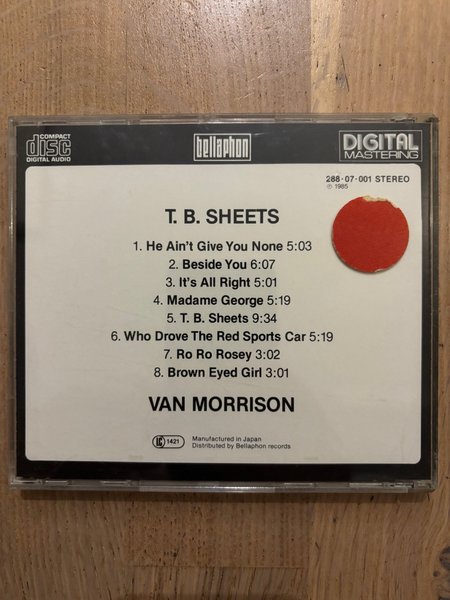 COMPACT
disc
DIGITAL AUDIO
bellaphon
DIGITAL
MASTERING
288·07·001 STEREO
℗ 1985
T. B. SHEETS
1. He Ain't Give You None 5:03
2. Beside You 6:07
3. It's All Right 5:01
4. Madame George 5:19
5. T. B. Sheets 9:34
6. Who Drove The Red Sports Car 5:19
7. Ro Ro Rosey 3:02
8. Brown Eyed Girl 3:01
VAN MORRISON
LC 1421
Manufactured in Japan
Distributed by Bellaphon records